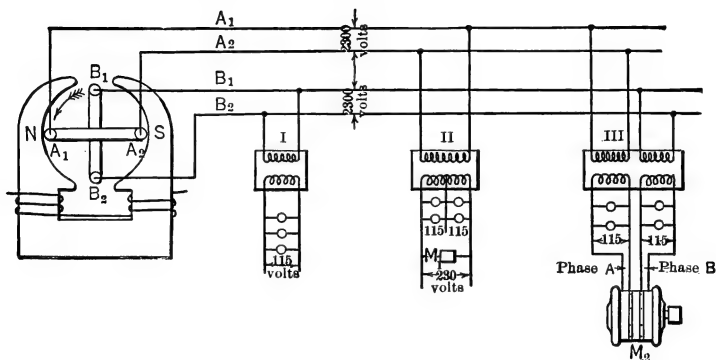 A1
A2
2300 volts
B1
B2
2300 volts
B1
N
S
A1
A2
B2
I
II
III
115 volts
115
115
M1
230 volts
115
115
Phase A
Phase B
M2